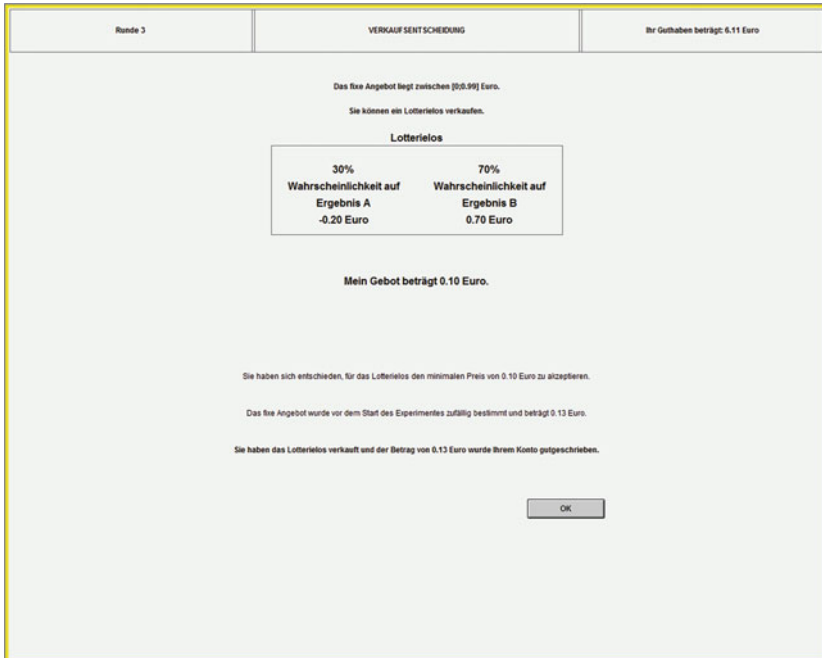 Runde 3
VERKAUFSENTSCHEIDUNG
Ihr Guthaben beträgt: 6.11 Euro
Das fixe Angebot liegt zwischen [0;0.99] Euro.
Sie können ein Lotterielos verkaufen.
Lotterielos
30% 70%
Wahrscheinlichkeit auf Wahrscheinlichkeit auf
Ergebnis A Ergebnis B
-0.20 Euro 0.70 Euro
Mein Gebot beträgt 0.10 Euro.
Sie haben sich entschieden, für das Lotterielos den minimalen Preis von 0.10 Euro zu akzeptieren.
Das fixe Angebot wurde vor dem Start des Experimentes zufällig bestimmt und beträgt 0.13 Euro.
Sie haben das Lotterielos verkauft und der Betrag von 0.13 Euro wurde Ihrem Konto gutgeschrieben.
OK